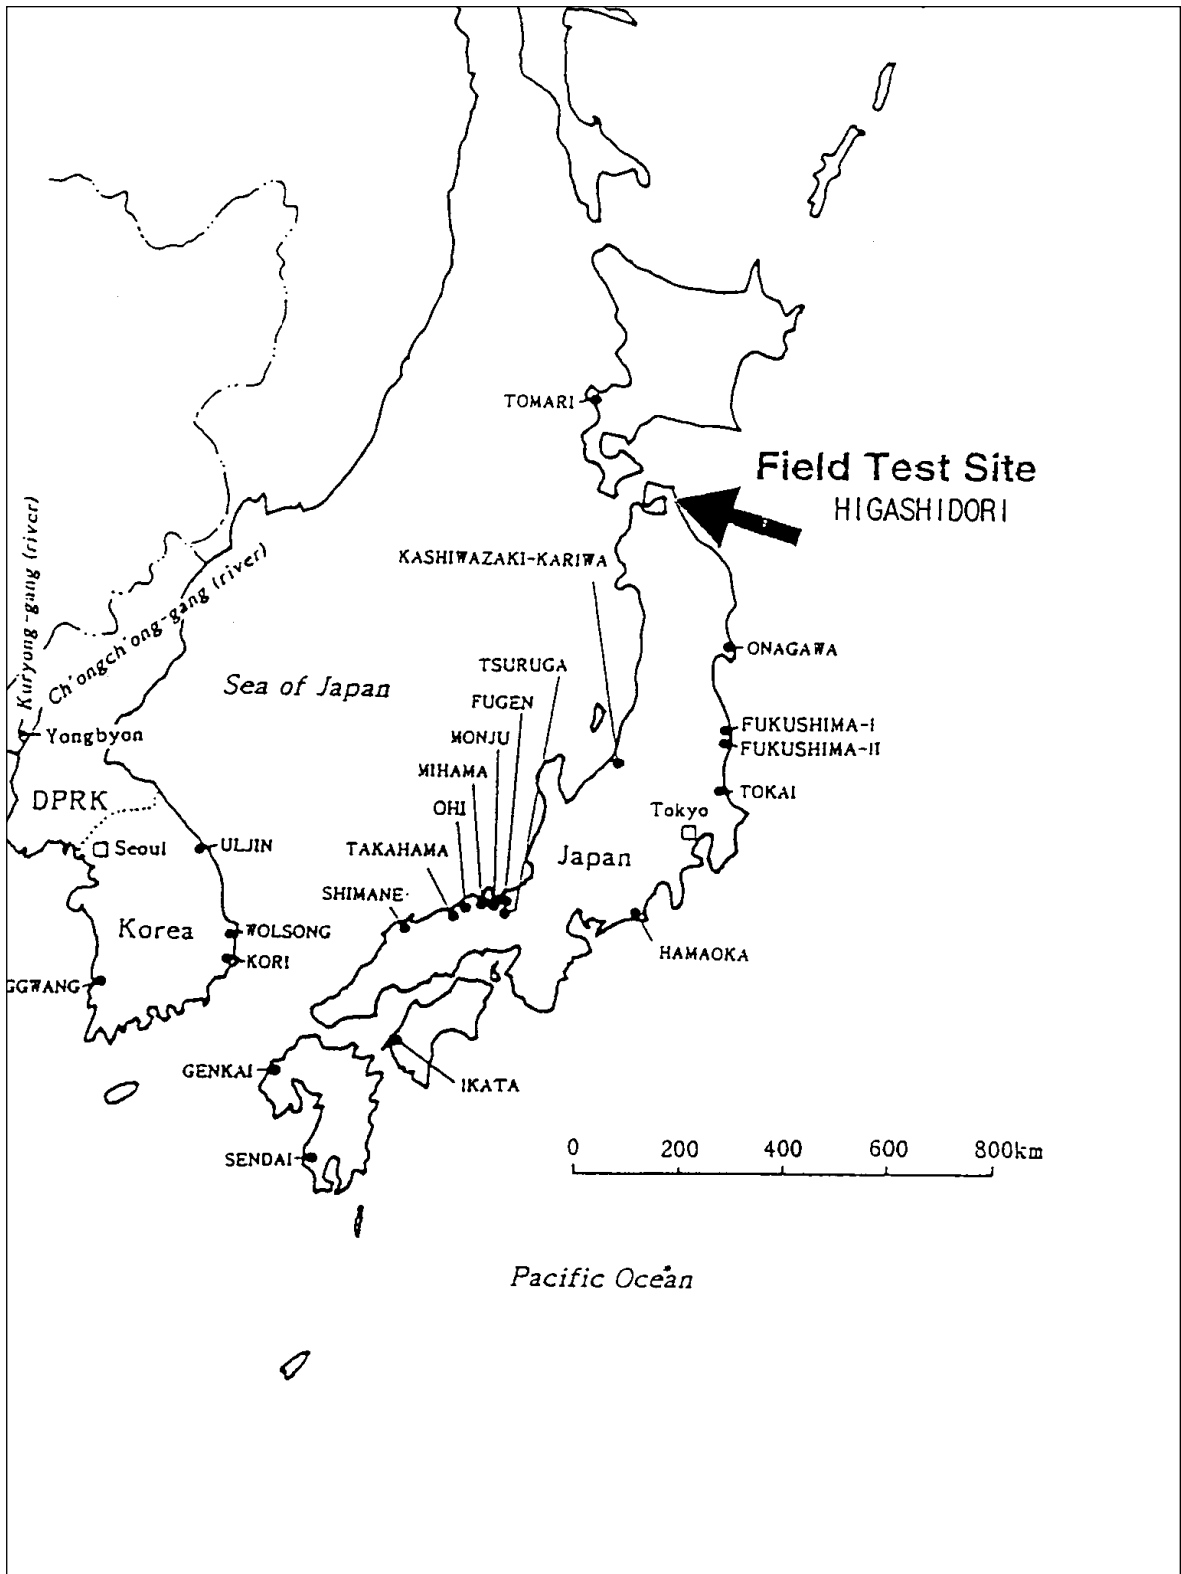 TOMARI
Field Test Site
HIGASHIDORI
Kuryong-gang (river)
Ch'ongch'ong-gang (river)
KASHIWAZAKI-KARIWA
ONAGAWA
TSURUGA
Sea of Japan
FUGEN
Yongbyon
MONJU
FUKUSHIMA-I
FUKUSHIMA-II
MIHAMA
TOKAI
DPRK
OHI
Tokyo
Seoul
ULJIN
TAKAHAMA
Japan
SHIMANE
Korea
WOLSONG
HAMAOKA
KORI
GGWANG
GENKAI
IKATA
SENDAI
0 200 400 600 800km
Pacific Ocean